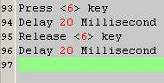 93 Press <6> key
94 Delay 20 Millisecond
95 Release <6> key
96 Delay 20 Millisecond
97